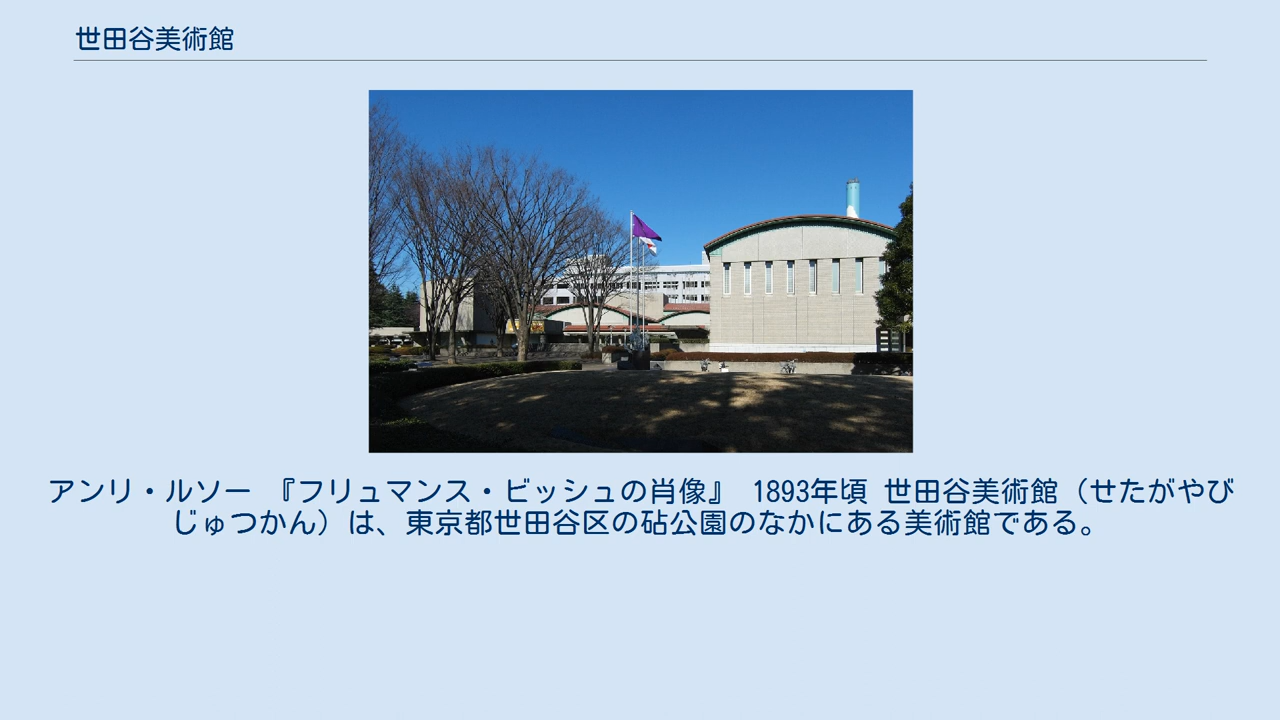 世田谷美術館
アンリ・ルソー 『フリュマンス・ビッシュの肖像』 1893年頃 世田谷美術館（せたがやび
じゅつかん）は、東京都世田谷区の砧公園のなかにある美術館である。